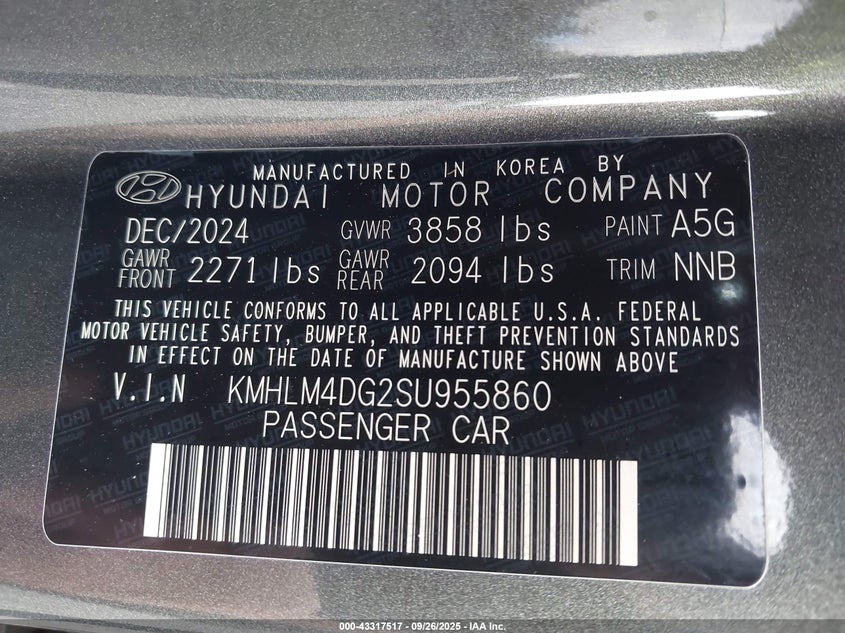 MANUFACTURED IN KOREA BY
HYUNDAI MOTOR COMPANY
DEC/2024 GVWR 3858 lbs PAINT A5G
GAWR FRONT 2271 lbs GAWR REAR 2094 lbs TRIM NNB
THIS VEHICLE CONFORMS TO ALL APPLICABLE U.S.A. FEDERAL
MOTOR VEHICLE SAFETY, BUMPER, AND THEFT PREVENTION STANDARDS
IN EFFECT ON THE DATE OF MANUFACTURE SHOWN ABOVE
V.I.N KMHLM4DG2SU955860
PASSENGER CAR
000-43317517 - 09/26/2025 - IAA Inc.